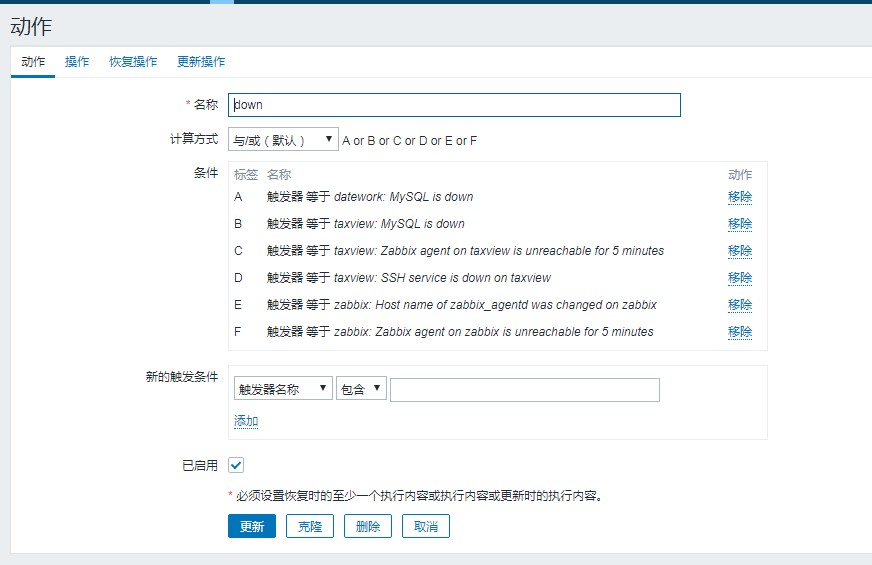 动作
动作 操作 恢复操作 更新操作
* 名称 down
计算方式 与/或（默认） A or B or C or D or E or F
条件 标签 名称 动作
A 触发器 等于 datework: MySQL is down 移除
B 触发器 等于 taxview: MySQL is down 移除
C 触发器 等于 taxview: Zabbix agent on taxview is unreachable for 5 minutes 移除
D 触发器 等于 taxview: SSH service is down on taxview 移除
E 触发器 等于 zabbix: Host name of zabbix_agentd was changed on zabbix 移除
F 触发器 等于 zabbix: Zabbix agent on zabbix is unreachable for 5 minutes 移除
新的触发条件 触发器名称 包含
添加
已启用
* 必须设置恢复时的至少一个执行内容或执行内容或更新时的执行内容。
更新 克隆 删除 取消